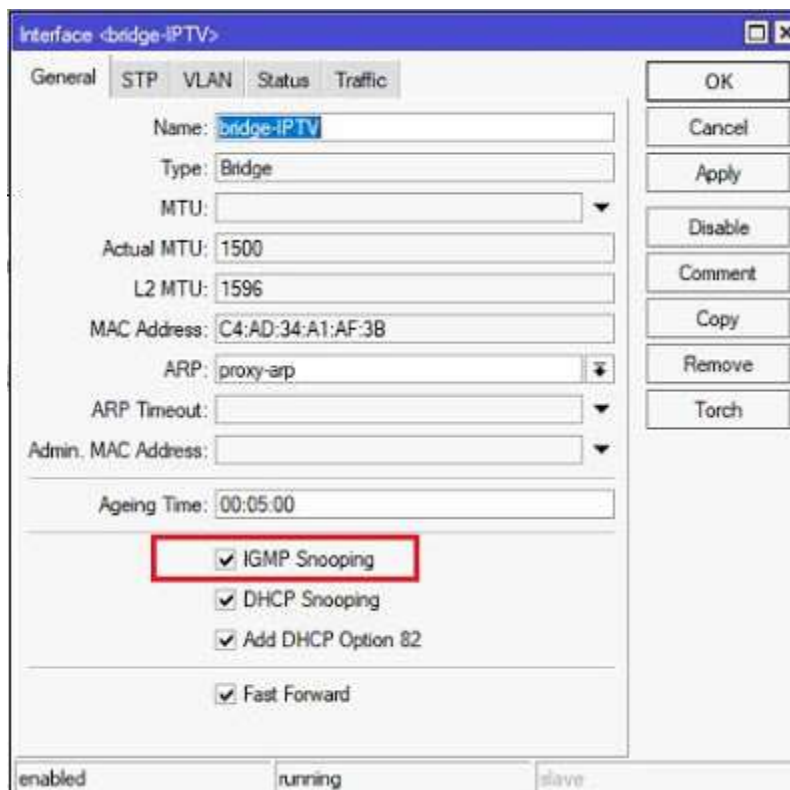 Interface <bridge-IPTV>
General STP VLAN Status Traffic
OK
Name: bridge-IPTV
Cancel
Type: Bridge
Apply
MTU:
Disable
Actual MTU: 1500
Comment
L2 MTU: 1596
Copy
MAC Address: C4:AD:34:A1:AF:3B
Remove
ARP: proxy-arp
Torch
ARP Timeout:
Admin. MAC Address:
Ageing Time: 00:05:00
IGMP Snooping
DHCP Snooping
Add DHCP Option 82
Fast Forward
enabled running slave